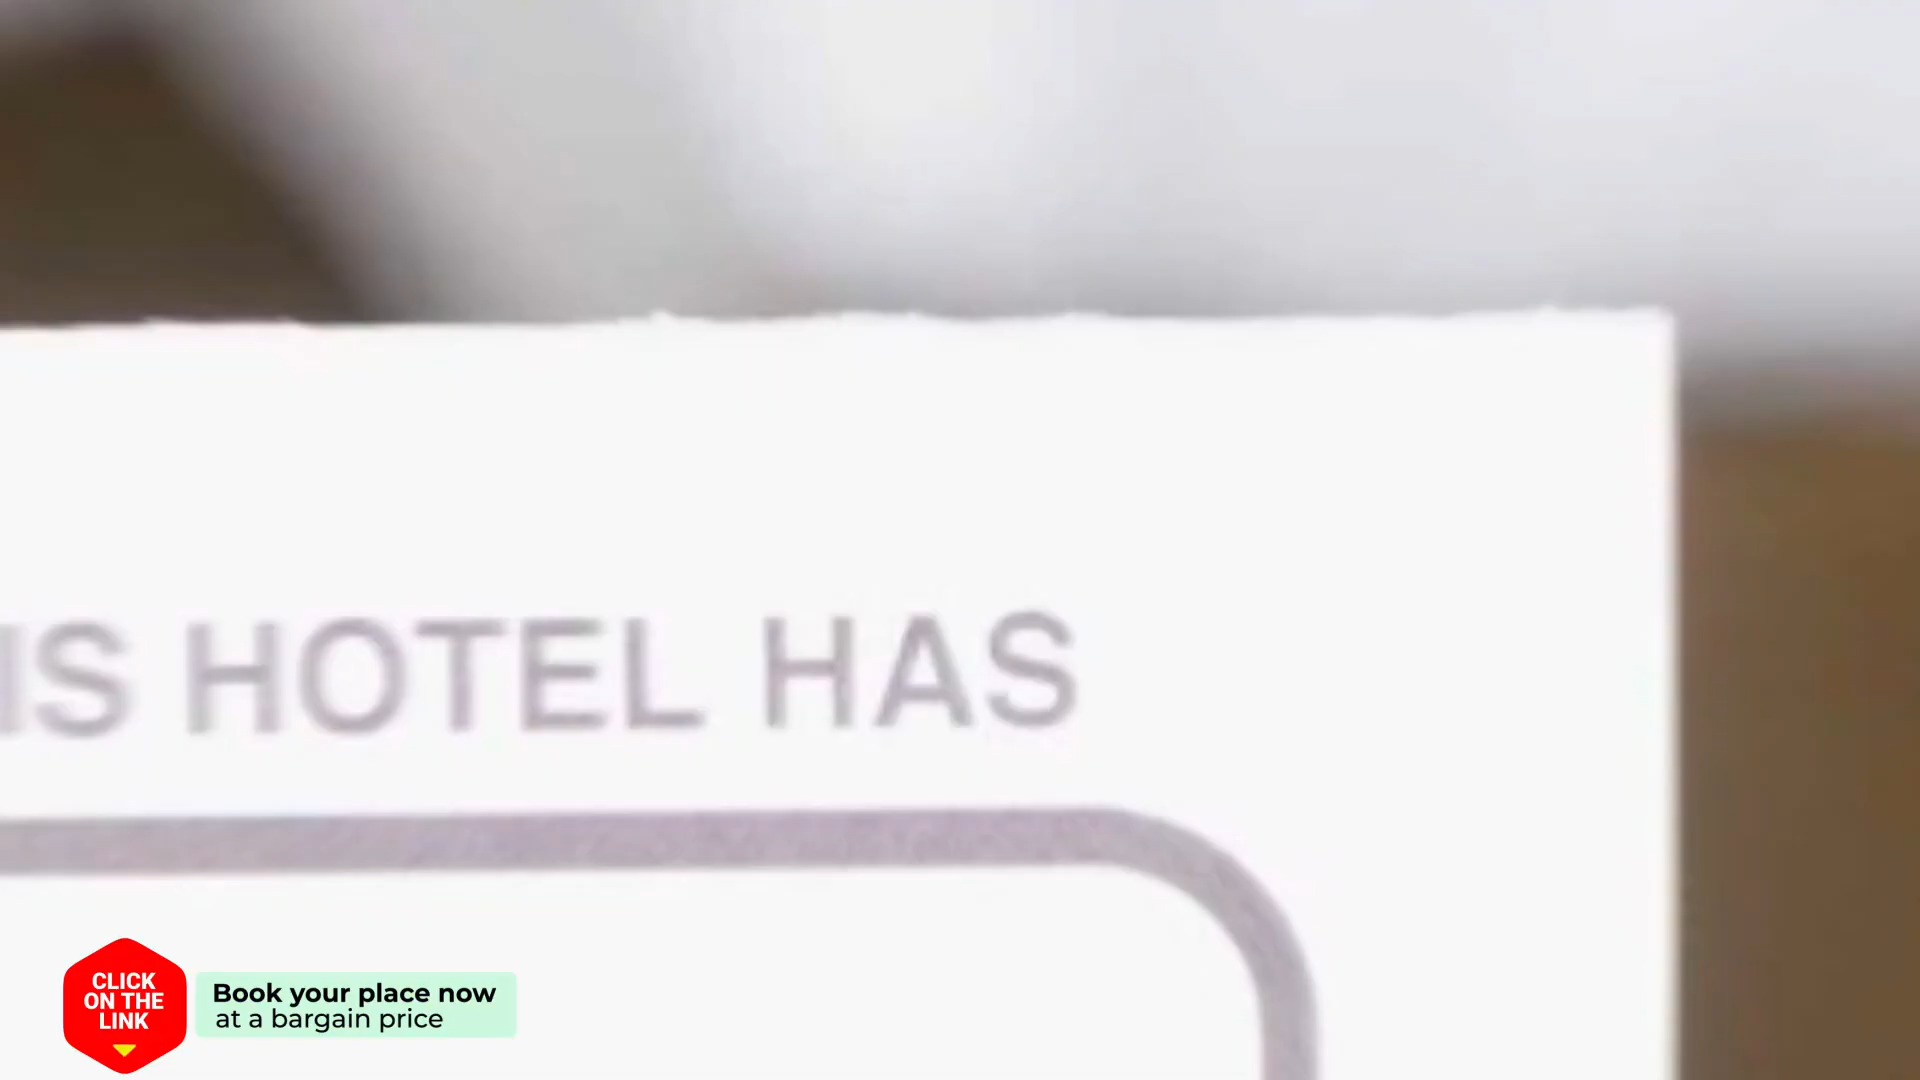 IS HOTEL HAS
CLICK
ON THE
LINK
Book your place now
at a bargain price